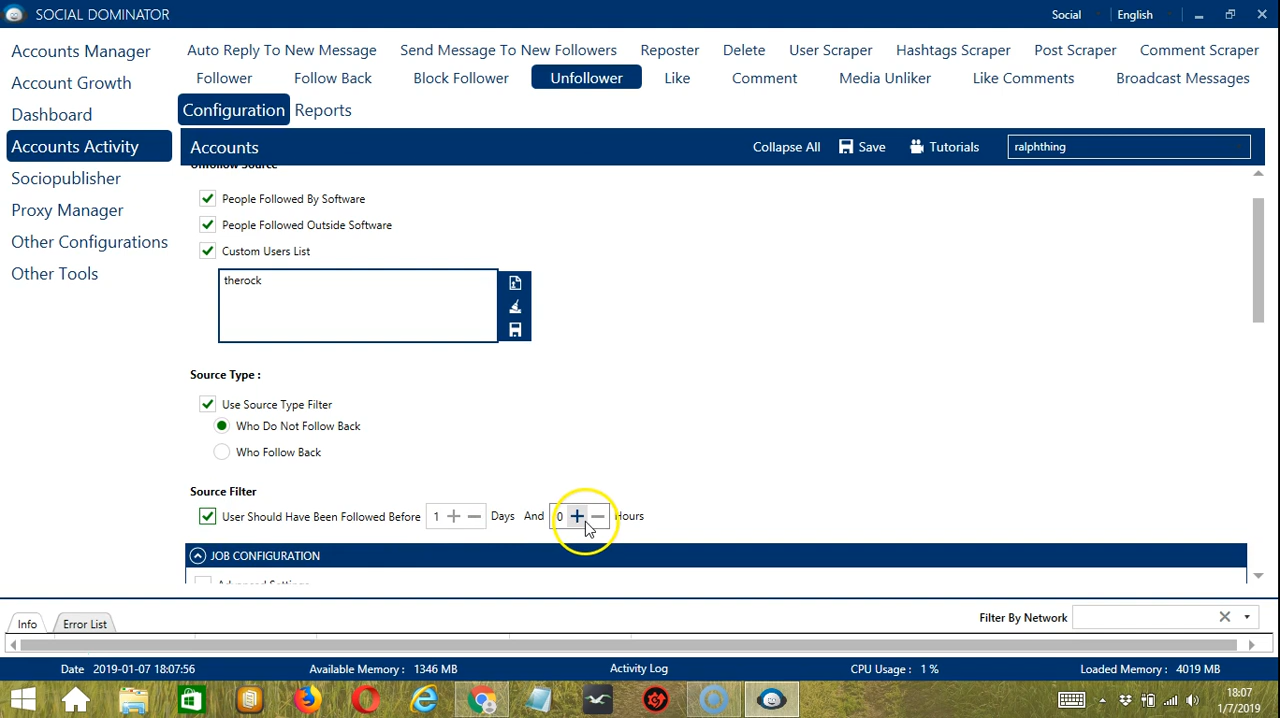 SOCIAL DOMINATOR
Social
English
Accounts Manager
Account Growth
Dashboard
Accounts Activity
Sociopublisher
Proxy Manager
Other Configurations
Other Tools
Auto Reply To New Message
Send Message To New Followers
Reposter
Delete
User Scraper
Hashtags Scraper
Post Scraper
Comment Scraper
Follower
Follow Back
Block Follower
Unfollower
Like
Comment
Media Unliker
Like Comments
Broadcast Messages
Configuration
Reports
Accounts
Collapse All
Save
Tutorials
ralphthing
Unfollow Source
People Followed By Software
People Followed Outside Software
Custom Users List
therock
Source Type :
Use Source Type Filter
Who Do Not Follow Back
Who Follow Back
Source Filter
User Should Have Been Followed Before 1 Days And 0 Hours
JOB CONFIGURATION
Advanced Settings
Info
Error List
Filter By Network
Date 2019-01-07 18:07:56
Available Memory : 1346 MB
Activity Log
CPU Usage : 1 %
Loaded Memory : 4019 MB
18:07
1/7/2019